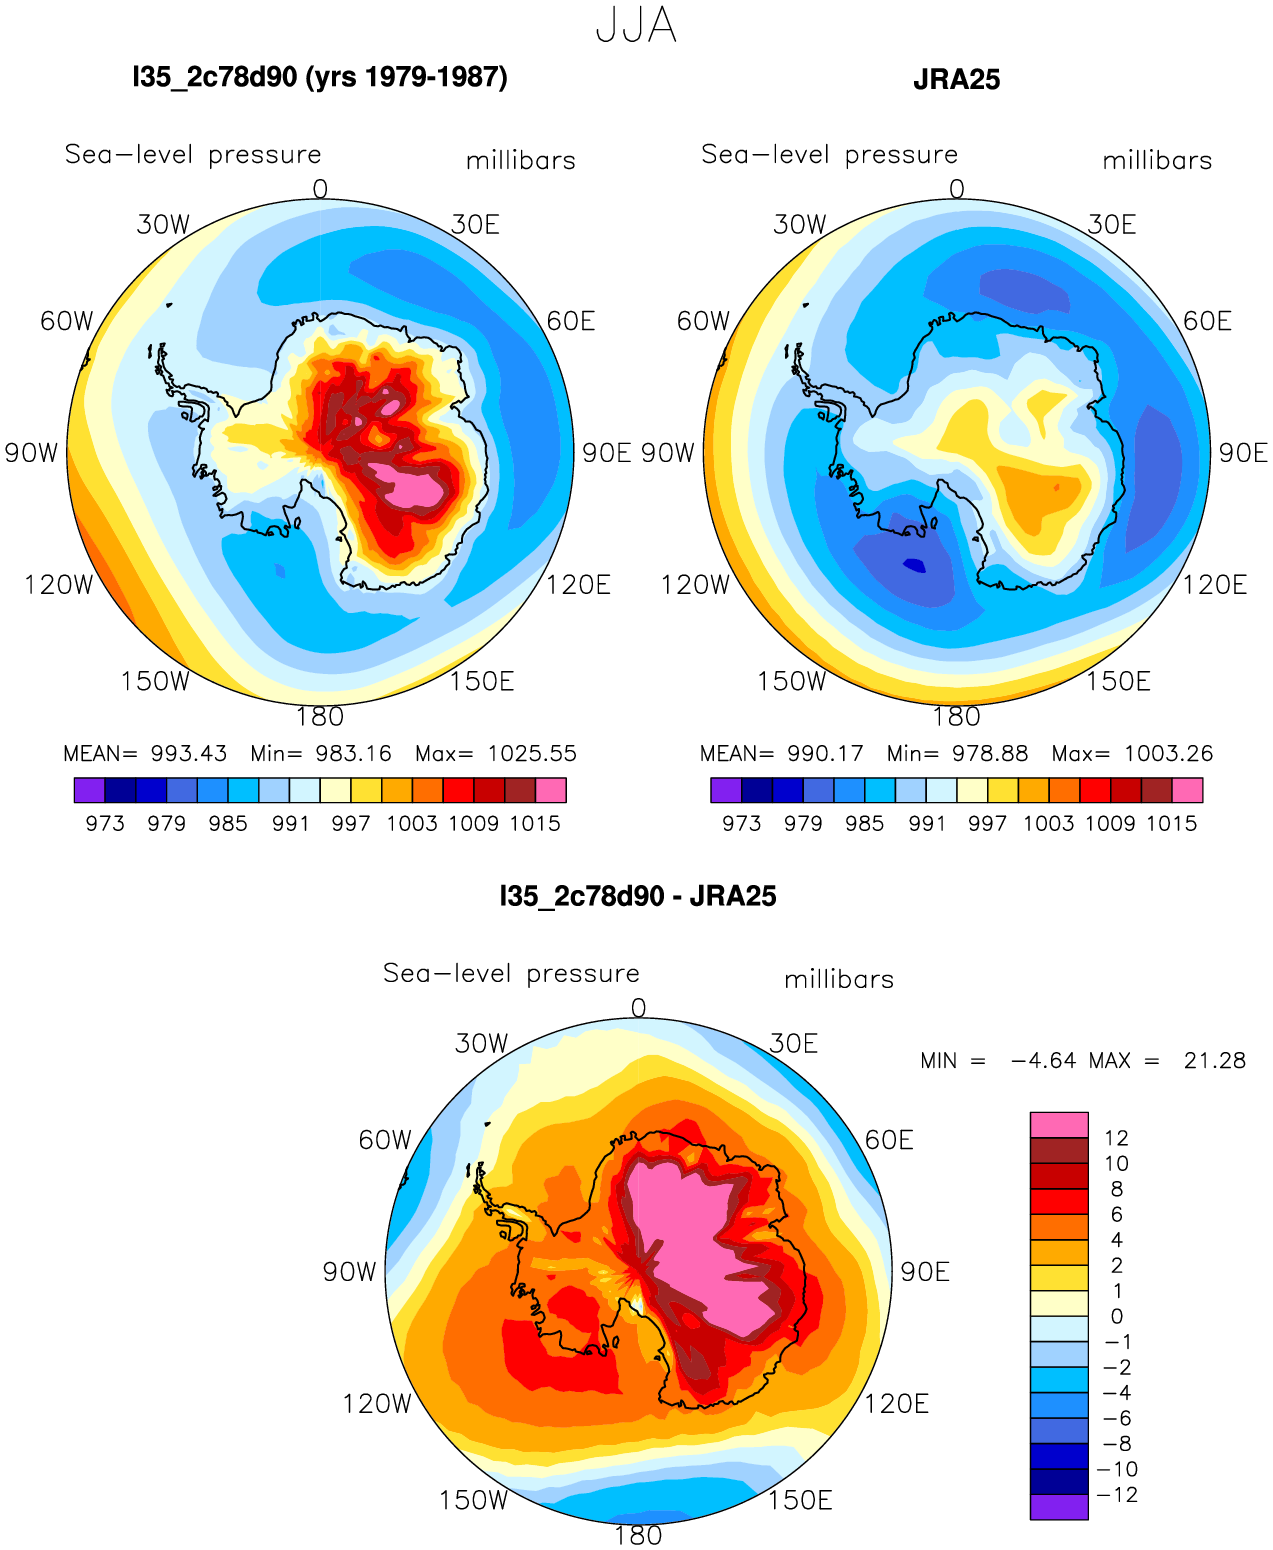 JJA
I35_2c78d90 (yrs 1979-1987)
JRA25
Sea-level pressure millibars
Sea-level pressure millibars
0
30W 30E
60W 60E
90W 90E
120W 120E
150W 150E
180
0
30W 30E
60W 60E
90W 90E
120W 120E
150W 150E
180
MEAN= 993.43 Min= 983.16 Max= 1025.55
973 979 985 991 997 1003 1009 1015
MEAN= 990.17 Min= 978.88 Max= 1003.26
973 979 985 991 997 1003 1009 1015
I35_2c78d90 - JRA25
Sea-level pressure millibars
0
30W 30E
60W 60E
90W 90E
120W 120E
150W 150E
180
MIN = -4.64 MAX = 21.28
12
10
8
6
4
2
1
0
-1
-2
-4
-6
-8
-10
-12